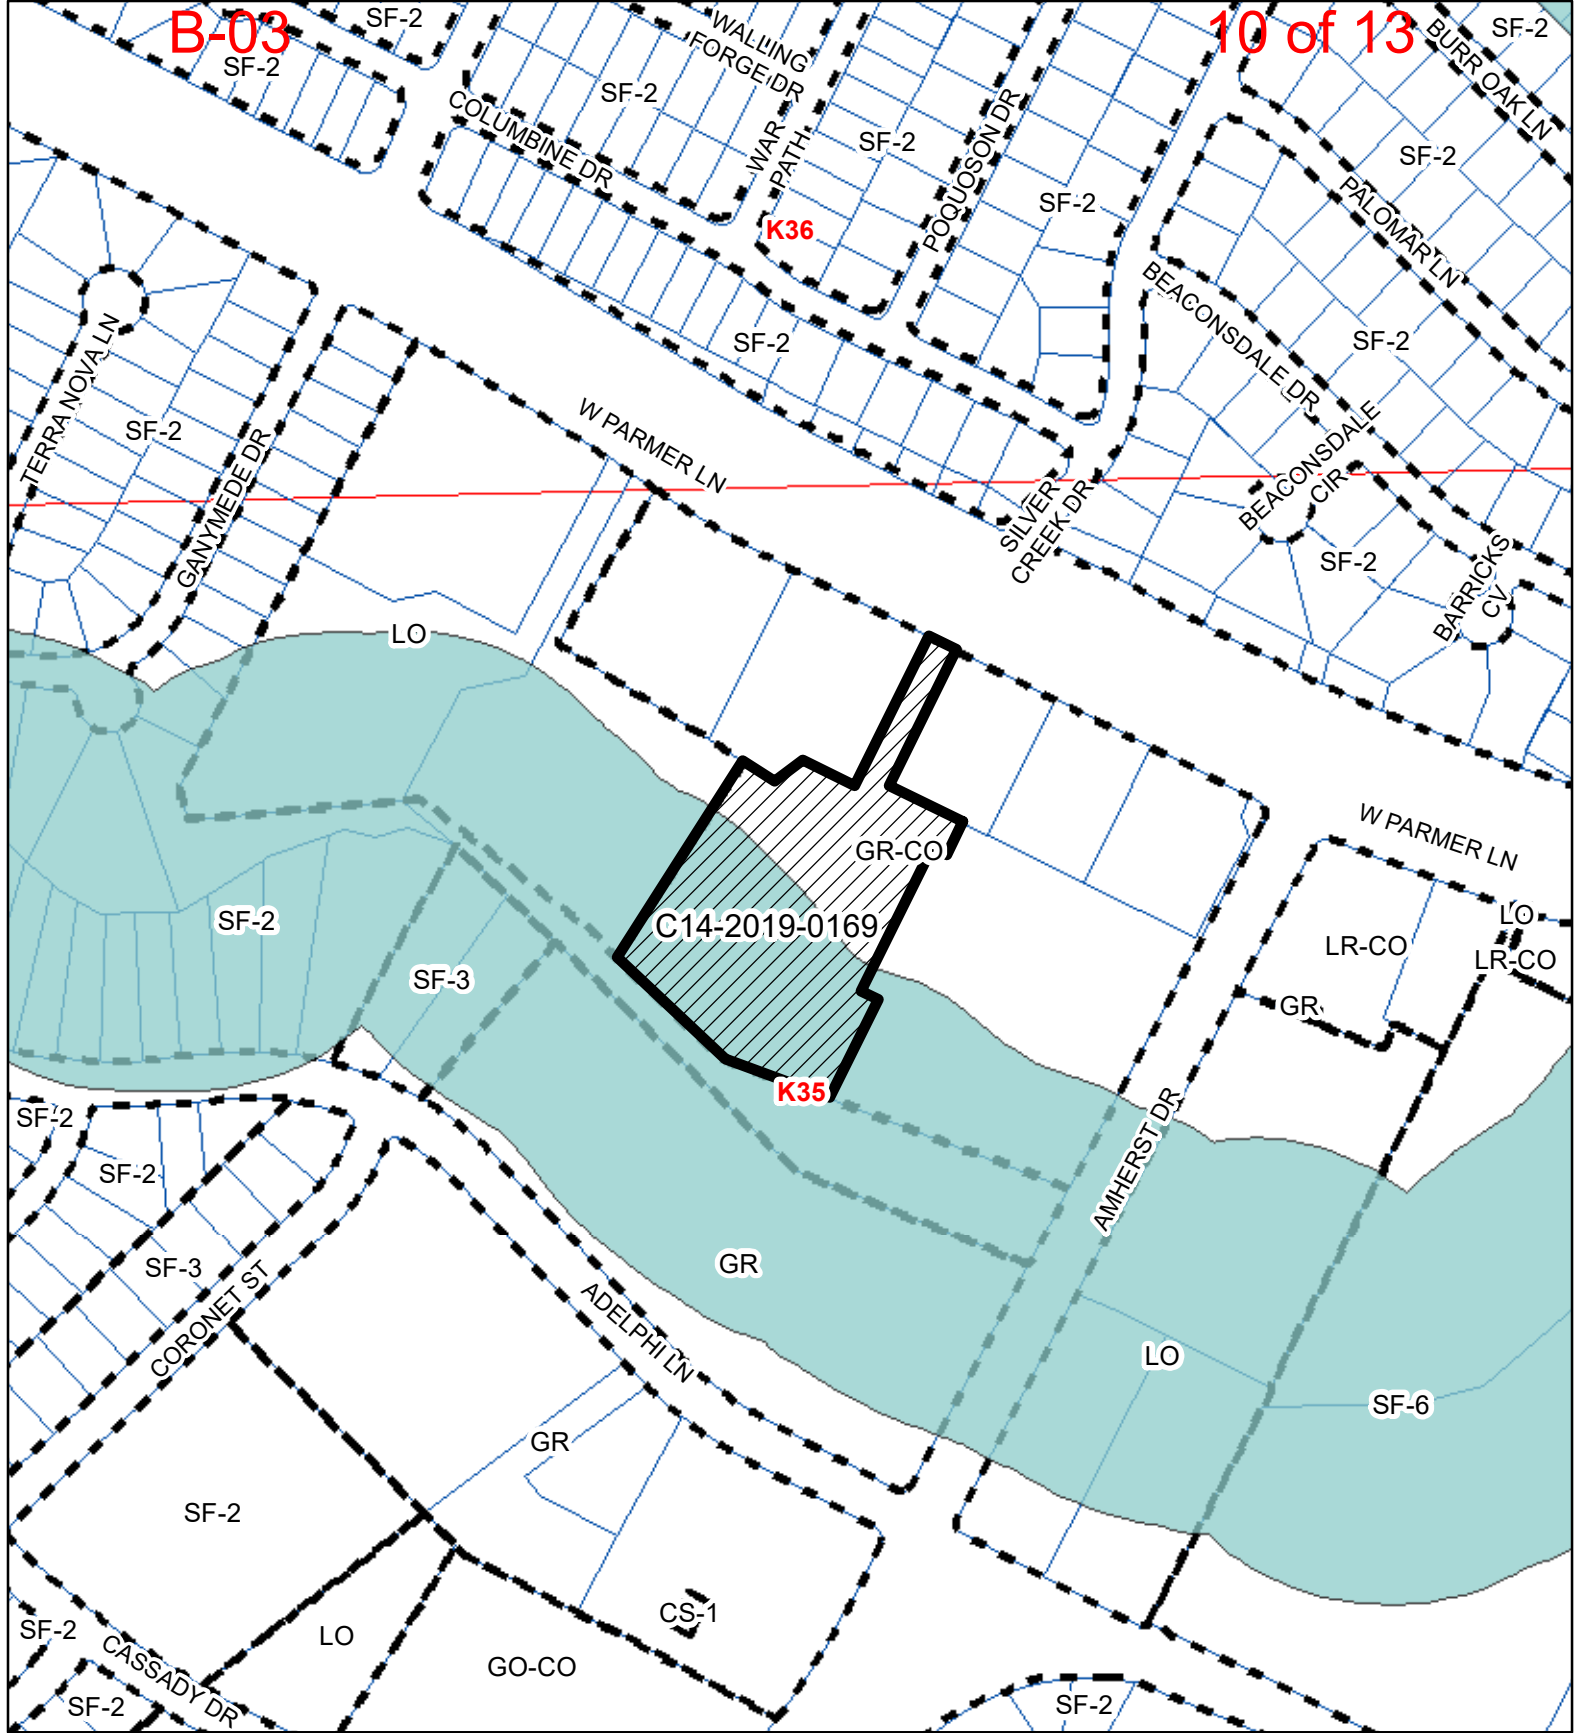 B-03
10 of 13
SF-2
SF-2
SF-2
WALLING
FORGE DR
BURR OAK LN
SF-2
COLUMBINE DR
WAR
PATH
SF-2
POQUOSON DR
SF-2
SF-2
PALOMAR LN
K36
BEACONSDALE DR
SF-2
SF-2
TERRA NOVA LN
SF-2
GANYMEDE DR
W PARMER LN
BEACONSDALE
CIR
SILVER
CREEK DR
SF-2
BARRICKS
CV
LO
GR-CO
W PARMER LN
C14-2019-0169
SF-2
SF-3
LR-CO
LO
LR-CO
GR
K35
SF-2
SF-2
AMHERST DR
SF-3
GR
CORONET ST
ADELPHI LN
LO
SF-6
GR
SF-2
CS-1
SF-2
LO
CASSADY DR
GO-CO
SF-2
SF-2